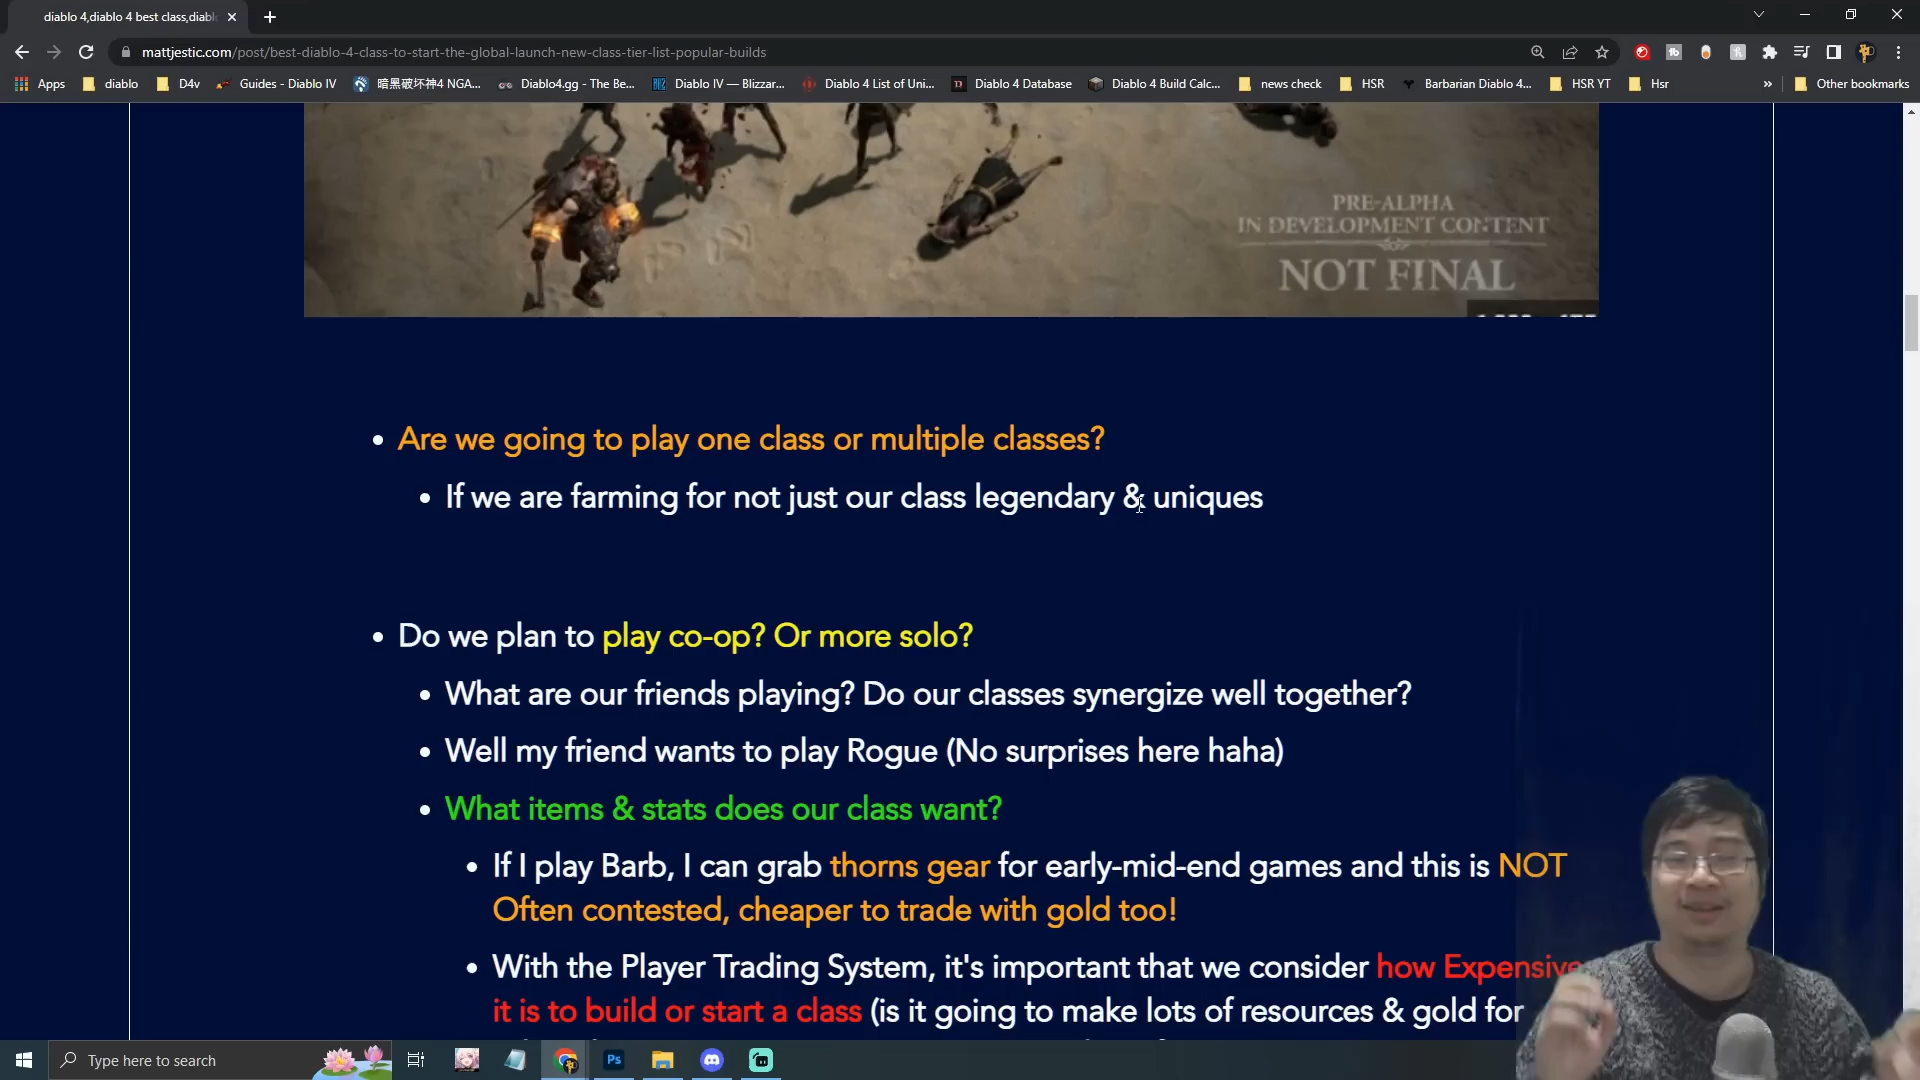 diablo 4,diablo 4 best class,diabl
mattjestic.com/post/best-diablo-4-class-to-start-the-global-launch-new-class-tier-list-popular-builds
Apps
diablo
D4v
Guides - Diablo IV
暗黑破坏神4 NGA...
Diablo4.gg - The Be...
Diablo IV — Blizzar...
Diablo 4 List of Uni...
Diablo 4 Database
Diablo 4 Build Calc...
news check
HSR
Barbarian Diablo 4...
HSR YT
Hsr
»
Other bookmarks
PRE-ALPHA
IN DEVELOPMENT CONTENT
NOT FINAL
• Are we going to play one class or multiple classes?
• If we are farming for not just our class legendary & uniques
• Do we plan to play co-op? Or more solo?
• What are our friends playing? Do our classes synergize well together?
• Well my friend wants to play Rogue (No surprises here haha)
• What items & stats does our class want?
• If I play Barb, I can grab thorns gear for early-mid-end games and this is NOT
Often contested, cheaper to trade with gold too!
• With the Player Trading System, it's important that we consider how Expensive
it is to build or start a class (is it going to make lots of resources & gold for
Type here to search
Ps